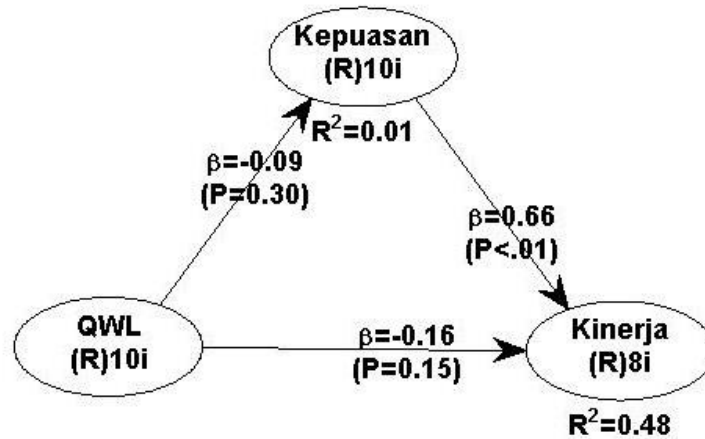 Kepuasan
(R)10i
R²=0.01
β=-0.09
(P=0.30)
β=0.66
(P<.01)
QWL
(R)10i
β=-0.16
(P=0.15)
Kinerja
(R)8i
R²=0.48